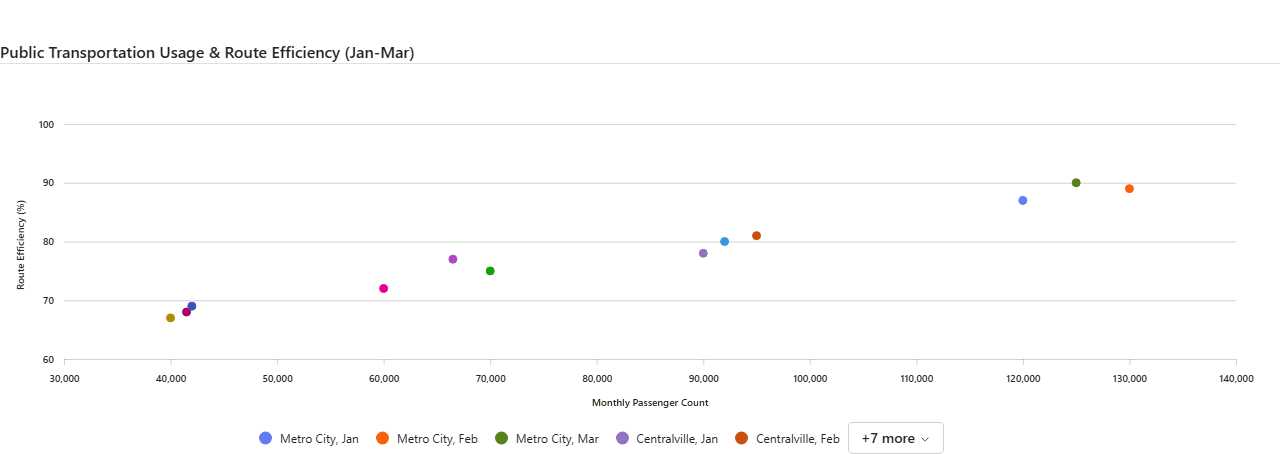 Public Transportation Usage & Route Efficiency (Jan-Mar)
100
90
80
70
60
Route Efficiency (%)
30,000 40,000 50,000 60,000 70,000 80,000 90,000 100,000 110,000 120,000 130,000 140,000
Monthly Passenger Count
Metro City, Jan Metro City, Feb Metro City, Mar Centralville, Jan Centralville, Feb +7 more